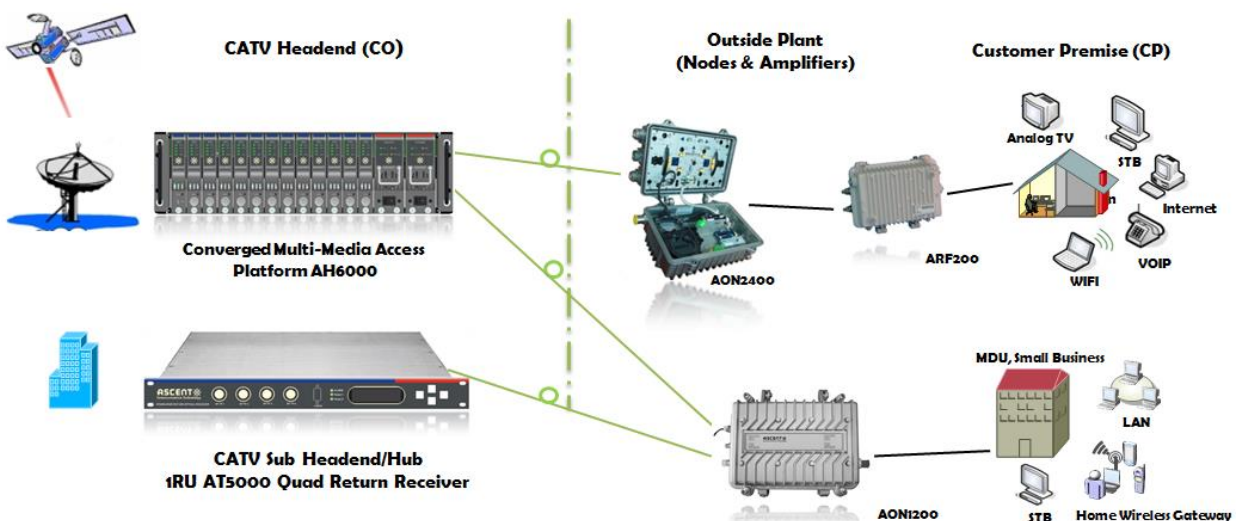 CATV Headend (CO)
Outside Plant
(Nodes & Amplifiers)
Customer Premise (CP)
Analog TV
STB
Internet
VOIP
WIFI
Converged Multi-Media Access
Platform AH6000
AON2400
ARF200
ASCENT
CATV Sub Headend/Hub
1RU AT5000 Quad Return Receiver
ASCENT
AON1200
MDU, Small Business
LAN
STB
Home Wireless Gateway